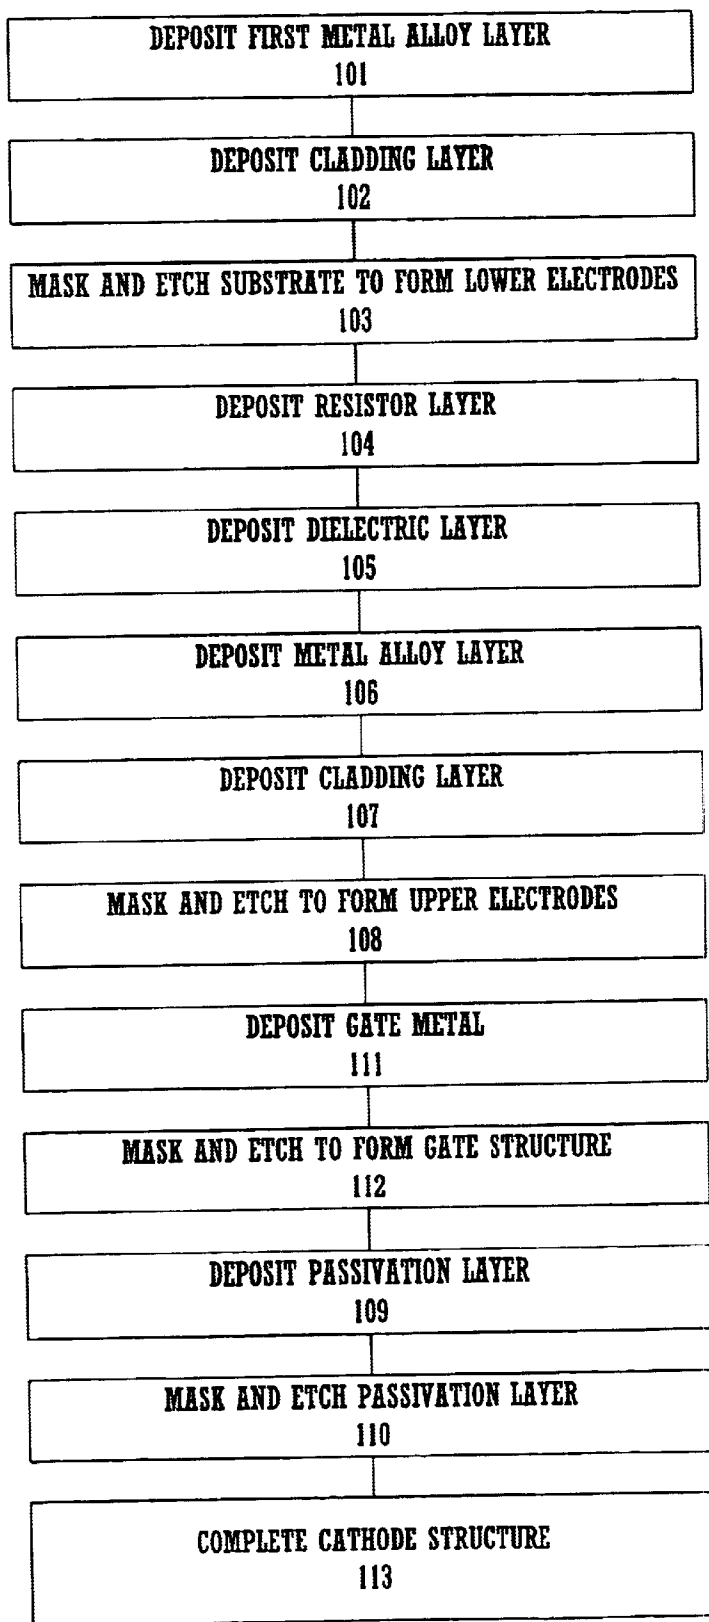 DEPOSIT FIRST METAL ALLOY LAYER
101
DEPOSIT CLADDING LAYER
102
MASK AND ETCH SUBSTRATE TO FORM LOWER ELECTRODES
103
DEPOSIT RESISTOR LAYER
104
DEPOSIT DIELECTRIC LAYER
105
DEPOSIT METAL ALLOY LAYER
106
DEPOSIT CLADDING LAYER
107
MASK AND ETCH TO FORM UPPER ELECTRODES
108
DEPOSIT GATE METAL
111
MASK AND ETCH TO FORM GATE STRUCTURE
112
DEPOSIT PASSIVATION LAYER
109
MASK AND ETCH PASSIVATION LAYER
110
COMPLETE CATHODE STRUCTURE
113